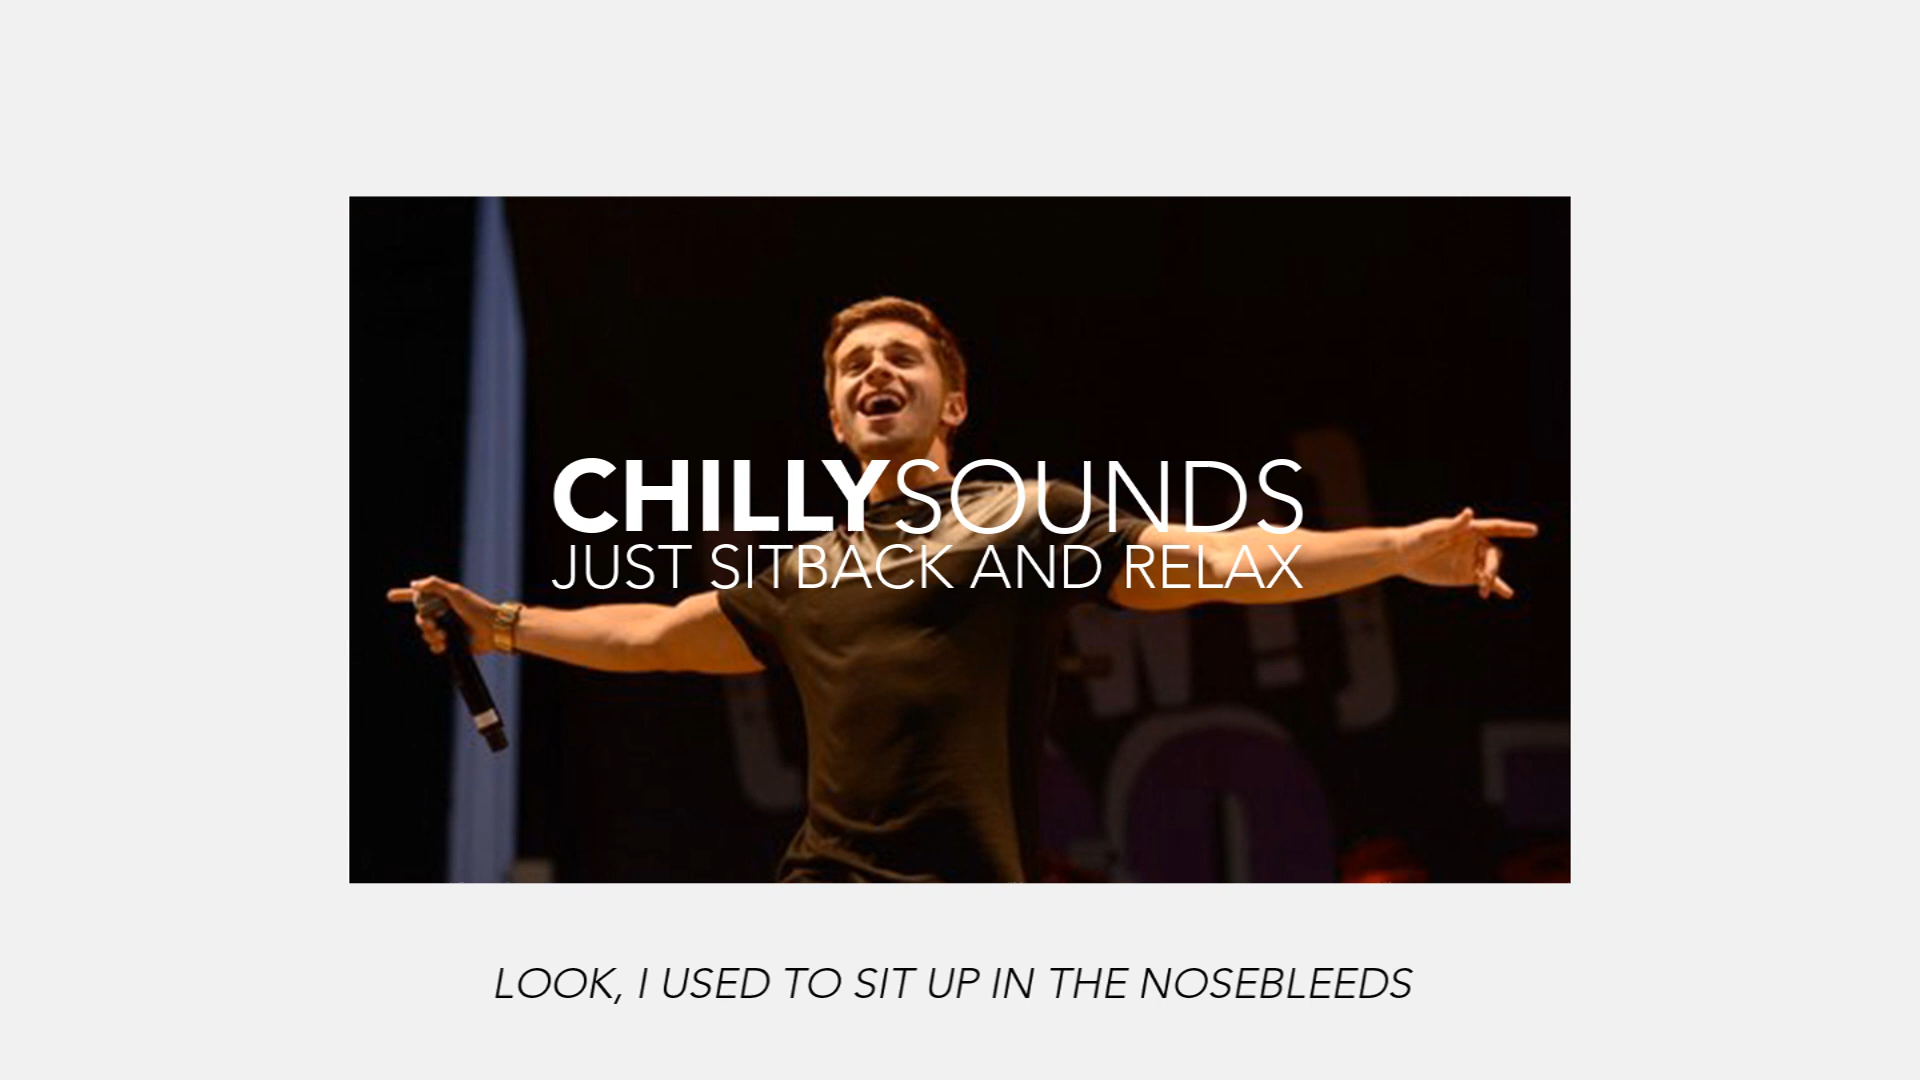 CHILLYSOUNDS
JUST SITBACK AND RELAX
LOOK, I USED TO SIT UP IN THE NOSEBLEEDS